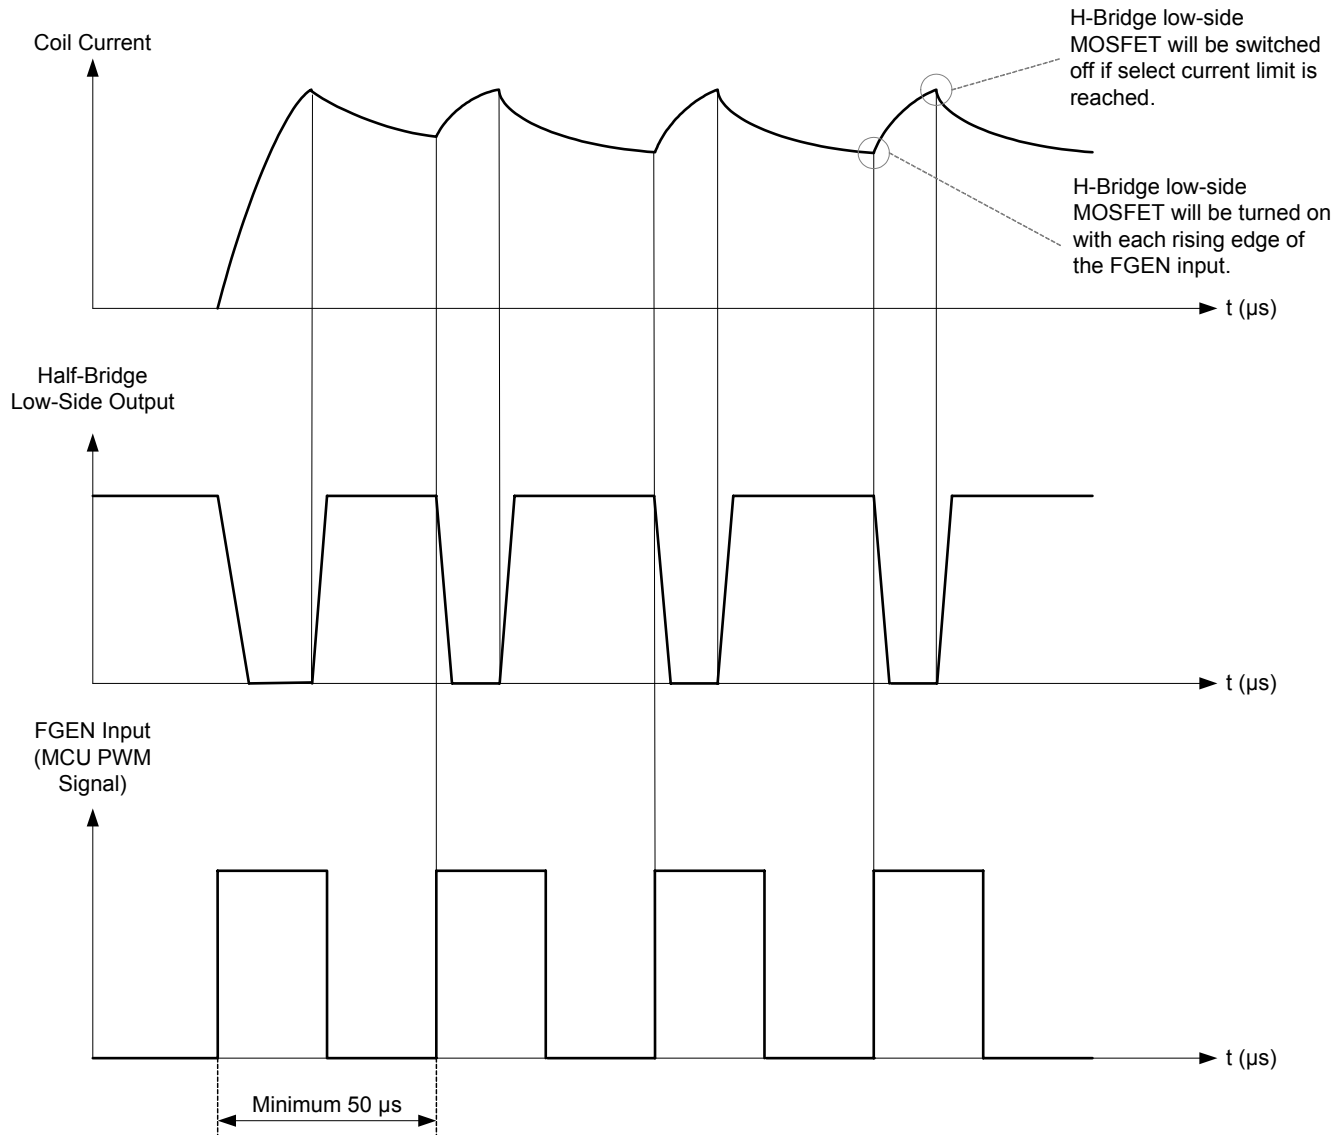 H-Bridge low-side
MOSFET will be switched
off if select current limit is
reached.
Coil Current
H-Bridge low-side
MOSFET will be turned on
with each rising edge of
the FGEN input.
t (µs)
Half-Bridge
Low-Side Output
t (µs)
FGEN Input
(MCU PWM
Signal)
t (µs)
Minimum 50 µs